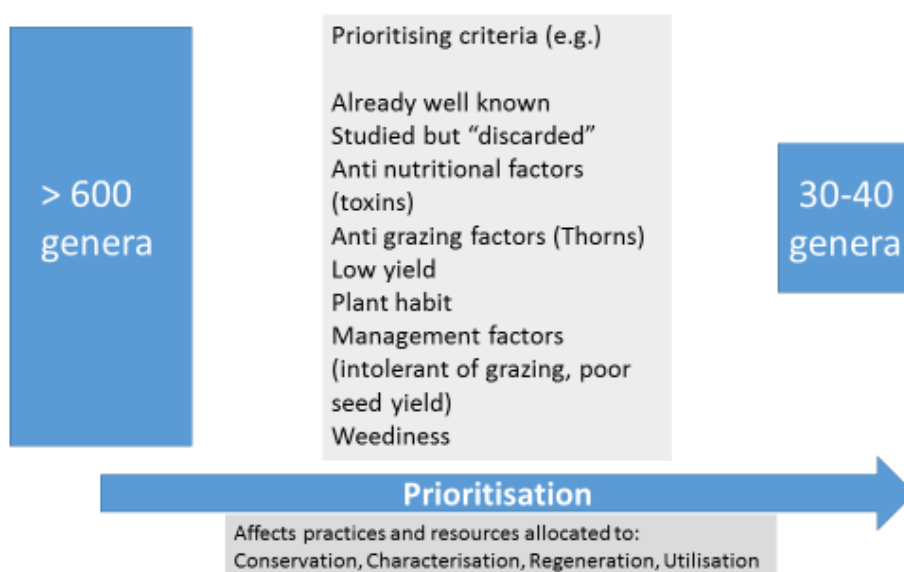 > 600
genera
Prioritising criteria (e.g.)
Already well known
Studied but “discarded”
Anti nutritional factors
(toxins)
Anti grazing factors (Thorns)
Low yield
Plant habit
Management factors
(intolerant of grazing, poor
seed yield)
Weediness
30-40
genera
Prioritisation
Affects practices and resources allocated to:
Conservation, Characterisation, Regeneration, Utilisation